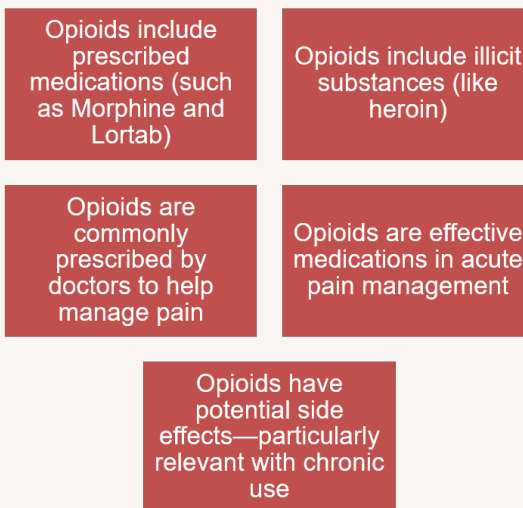 Opioids include
prescribed
medications (such
as Morphine and
Lortab)
Opioids include illicit
substances (like
heroin)
Opioids are
commonly
prescribed by
doctors to help
manage pain
Opioids are effective
medications in acute
pain management
Opioids have
potential side
effects—particularly
relevant with chronic
use